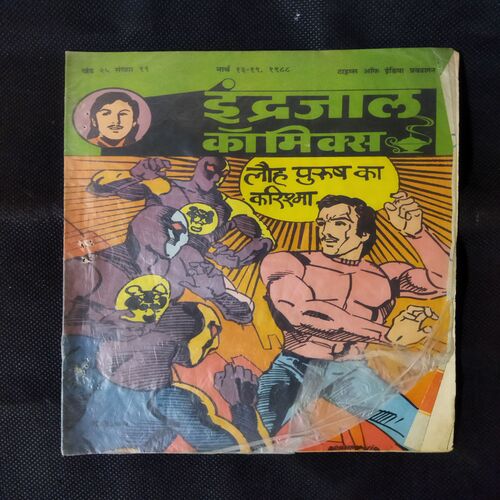 खंड २५ संख्या ११ मार्च १३-१९, १९८८ टाइम्स ऑफ इंडिया प्रकाशन
इंद्रजाल
कॉमिक्स
लौह पुरुष का
करिश्मा